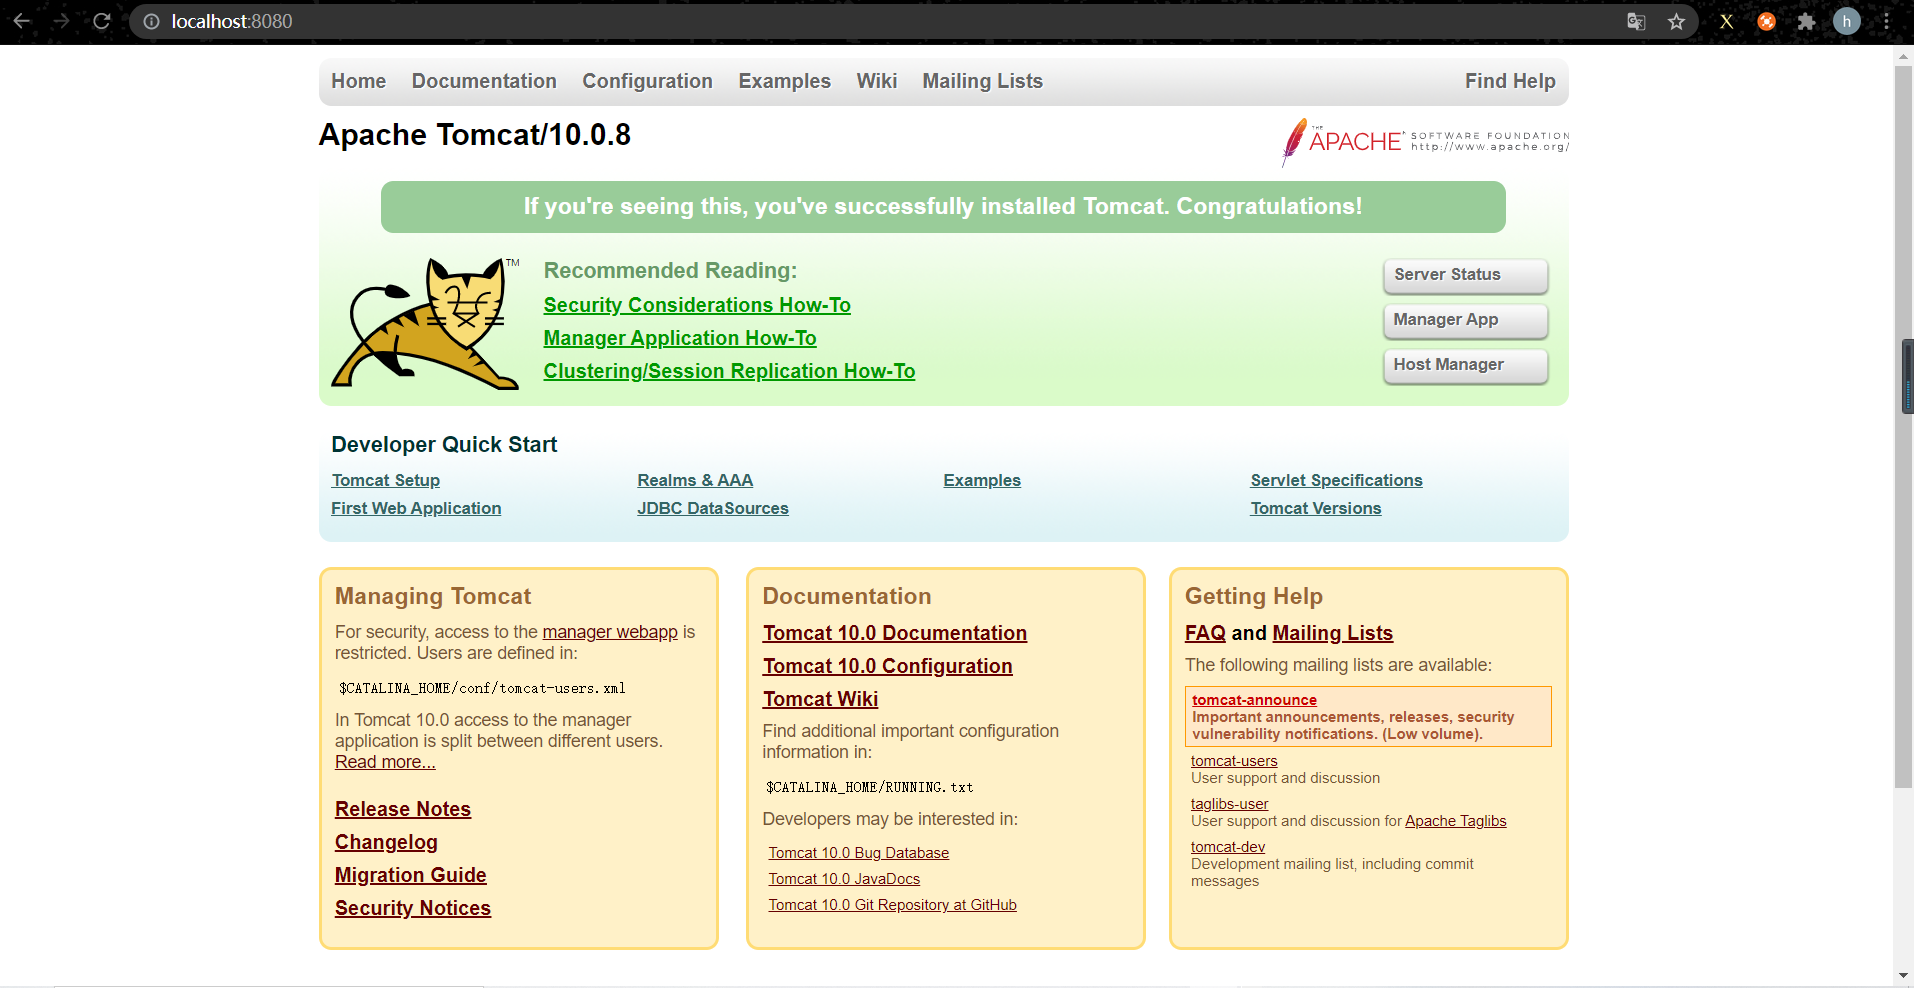 localhost:8080
X
h
Home Documentation Configuration Examples Wiki Mailing Lists Find Help
Apache Tomcat/10.0.8
THE APACHE SOFTWARE FOUNDATION
http://www.apache.org/
If you're seeing this, you've successfully installed Tomcat. Congratulations!
TM
Recommended Reading:
Security Considerations How-To
Manager Application How-To
Clustering/Session Replication How-To
Server Status
Manager App
Host Manager
Developer Quick Start
Tomcat Setup
First Web Application
Realms & AAA
JDBC DataSources
Examples
Servlet Specifications
Tomcat Versions
Managing Tomcat
For security, access to the manager webapp is
restricted. Users are defined in:
$CATALINA_HOME/conf/tomcat-users.xml
In Tomcat 10.0 access to the manager
application is split between different users.
Read more...
Release Notes
Changelog
Migration Guide
Security Notices
Documentation
Tomcat 10.0 Documentation
Tomcat 10.0 Configuration
Tomcat Wiki
Find additional important configuration
information in:
$CATALINA_HOME/RUNNING.txt
Developers may be interested in:
Tomcat 10.0 Bug Database
Tomcat 10.0 JavaDocs
Tomcat 10.0 Git Repository at GitHub
Getting Help
FAQ and Mailing Lists
The following mailing lists are available:
tomcat-announce
Important announcements, releases, security
vulnerability notifications. (Low volume).
tomcat-users
User support and discussion
taglibs-user
User support and discussion for Apache Taglibs
tomcat-dev
Development mailing list, including commit
messages